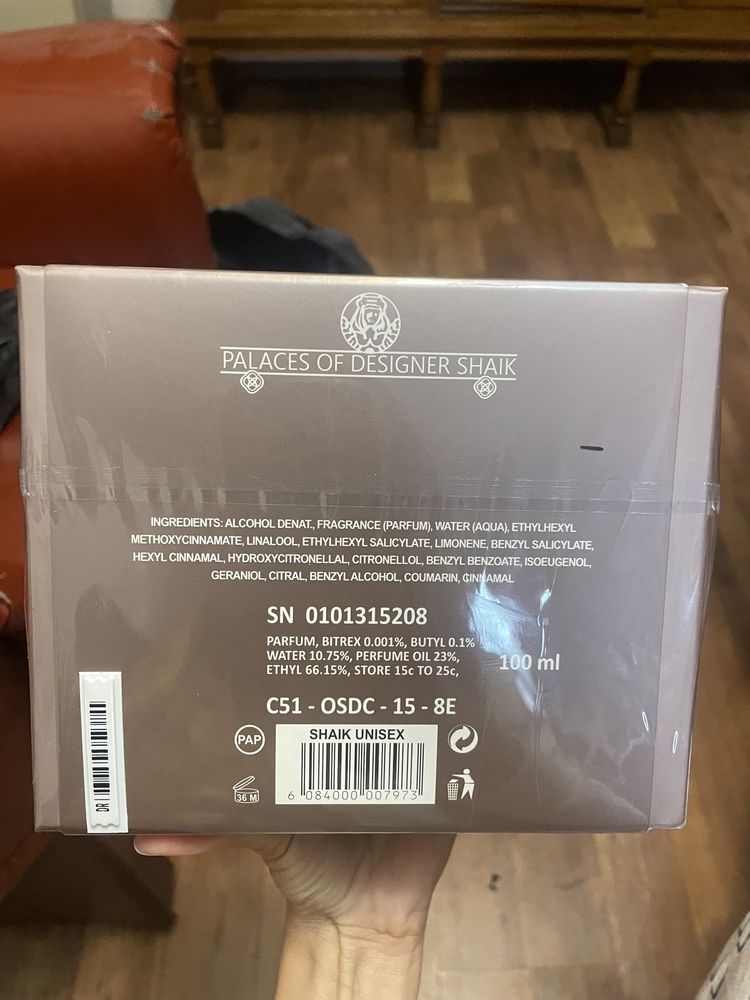 PALACES OF DESIGNER SHAIK
INGREDIENTS: ALCOHOL DENAT., FRAGRANCE (PARFUM), WATER (AQUA), ETHYLHEXYL
METHOXYCINNAMATE, LINALOOL, ETHYLHEXYL SALICYLATE, LIMONENE, BENZYL SALICYLATE,
HEXYL CINNAMAL, HYDROXYCITRONELLAL, CITRONELLOL, BENZYL BENZOATE, ISOEUGENOL,
GERANIOL, CITRAL, BENZYL ALCOHOL, COUMARIN, CINNAMAL
SN 0101315208
PARFUM, BITREX 0.001%, BUTYL 0.1%
WATER 10.75%, PERFUME OIL 23%,
ETHYL 66.15%, STORE 15c TO 25c,
100 ml
C51 - OSDC - 15 - 8E
PAP
SHAIK UNISEX
6 084000 007973
36 M
DR